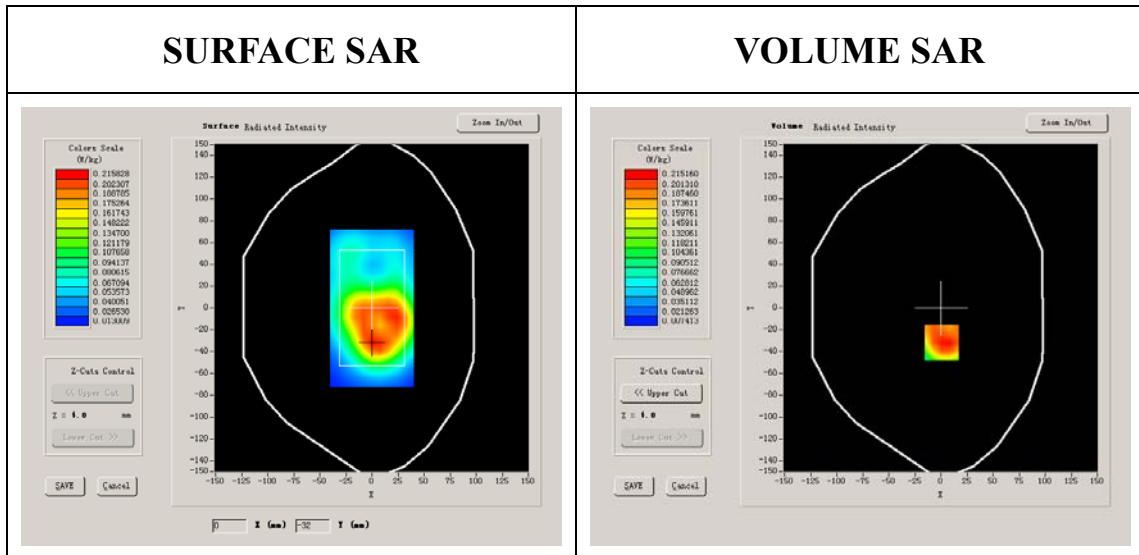 SURFACE SAR
VOLUME SAR
Surface Radiated Intensity
Zoom In/Out
Colors Scale
(W/kg)
0.215828
0.202307
0.188785
0.175264
0.161743
0.148222
0.134700
0.121179
0.107658
0.094137
0.080615
0.067094
0.053573
0.040051
0.026530
0.013009
150
140
120
100
80
60
40
20
0
-20
-40
-60
-80
-100
-120
-140
-150
Y
-150 -125 -100 -75 -50 -25 0 25 50 75 100 125 150
X
Z-Cuts Control
<< Upper Cut
Z = 4.0 mm
Lower Cut >>
SAVE Cancel
0 X (mm) -32 Y (mm)
Volume Radiated Intensity
Zoom In/Out
Colors Scale
(W/kg)
0.215160
0.201310
0.187460
0.173611
0.159761
0.145911
0.132061
0.118211
0.104361
0.090512
0.076662
0.062812
0.048962
0.035112
0.021263
0.007413
150
140
120
100
80
60
40
20
0
-20
-40
-60
-80
-100
-120
-140
-150
Y
-150 -125 -100 -75 -50 -25 0 25 50 75 100 125 150
X
Z-Cuts Control
<< Upper Cut
Z = 4.0 mm
Lower Cut >>
SAVE Cancel